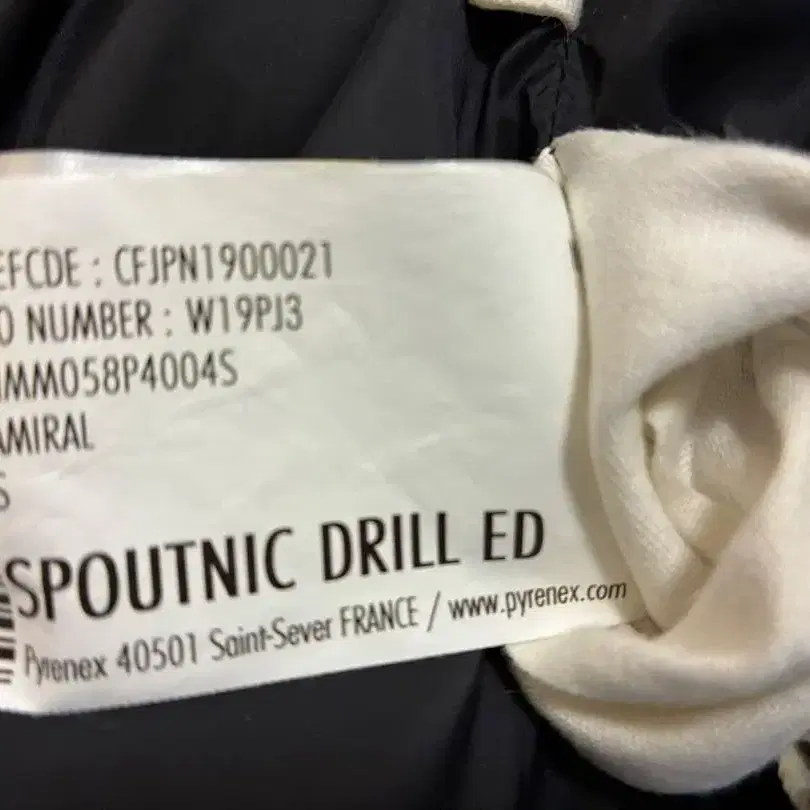 EFCDE : CFJPN1900021
O NUMBER : W19PJ3
MM058P4004S
AMIRAL
S
SPOUTNIC DRILL ED
Pyrenex 40501 Saint-Sever FRANCE / www.pyrenex.com